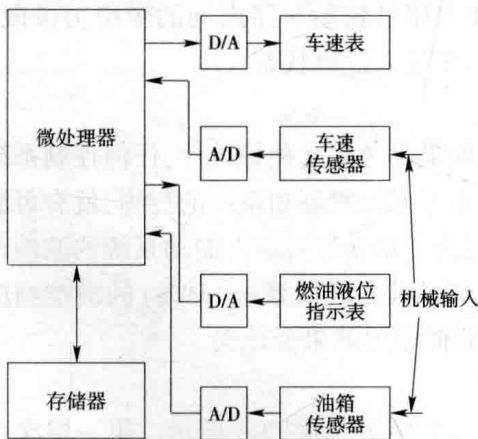 D/A
车速表
微处理器
A/D
车速
传感器
D/A
燃油液位
指示表
机械输入
存储器
A/D
油箱
传感器